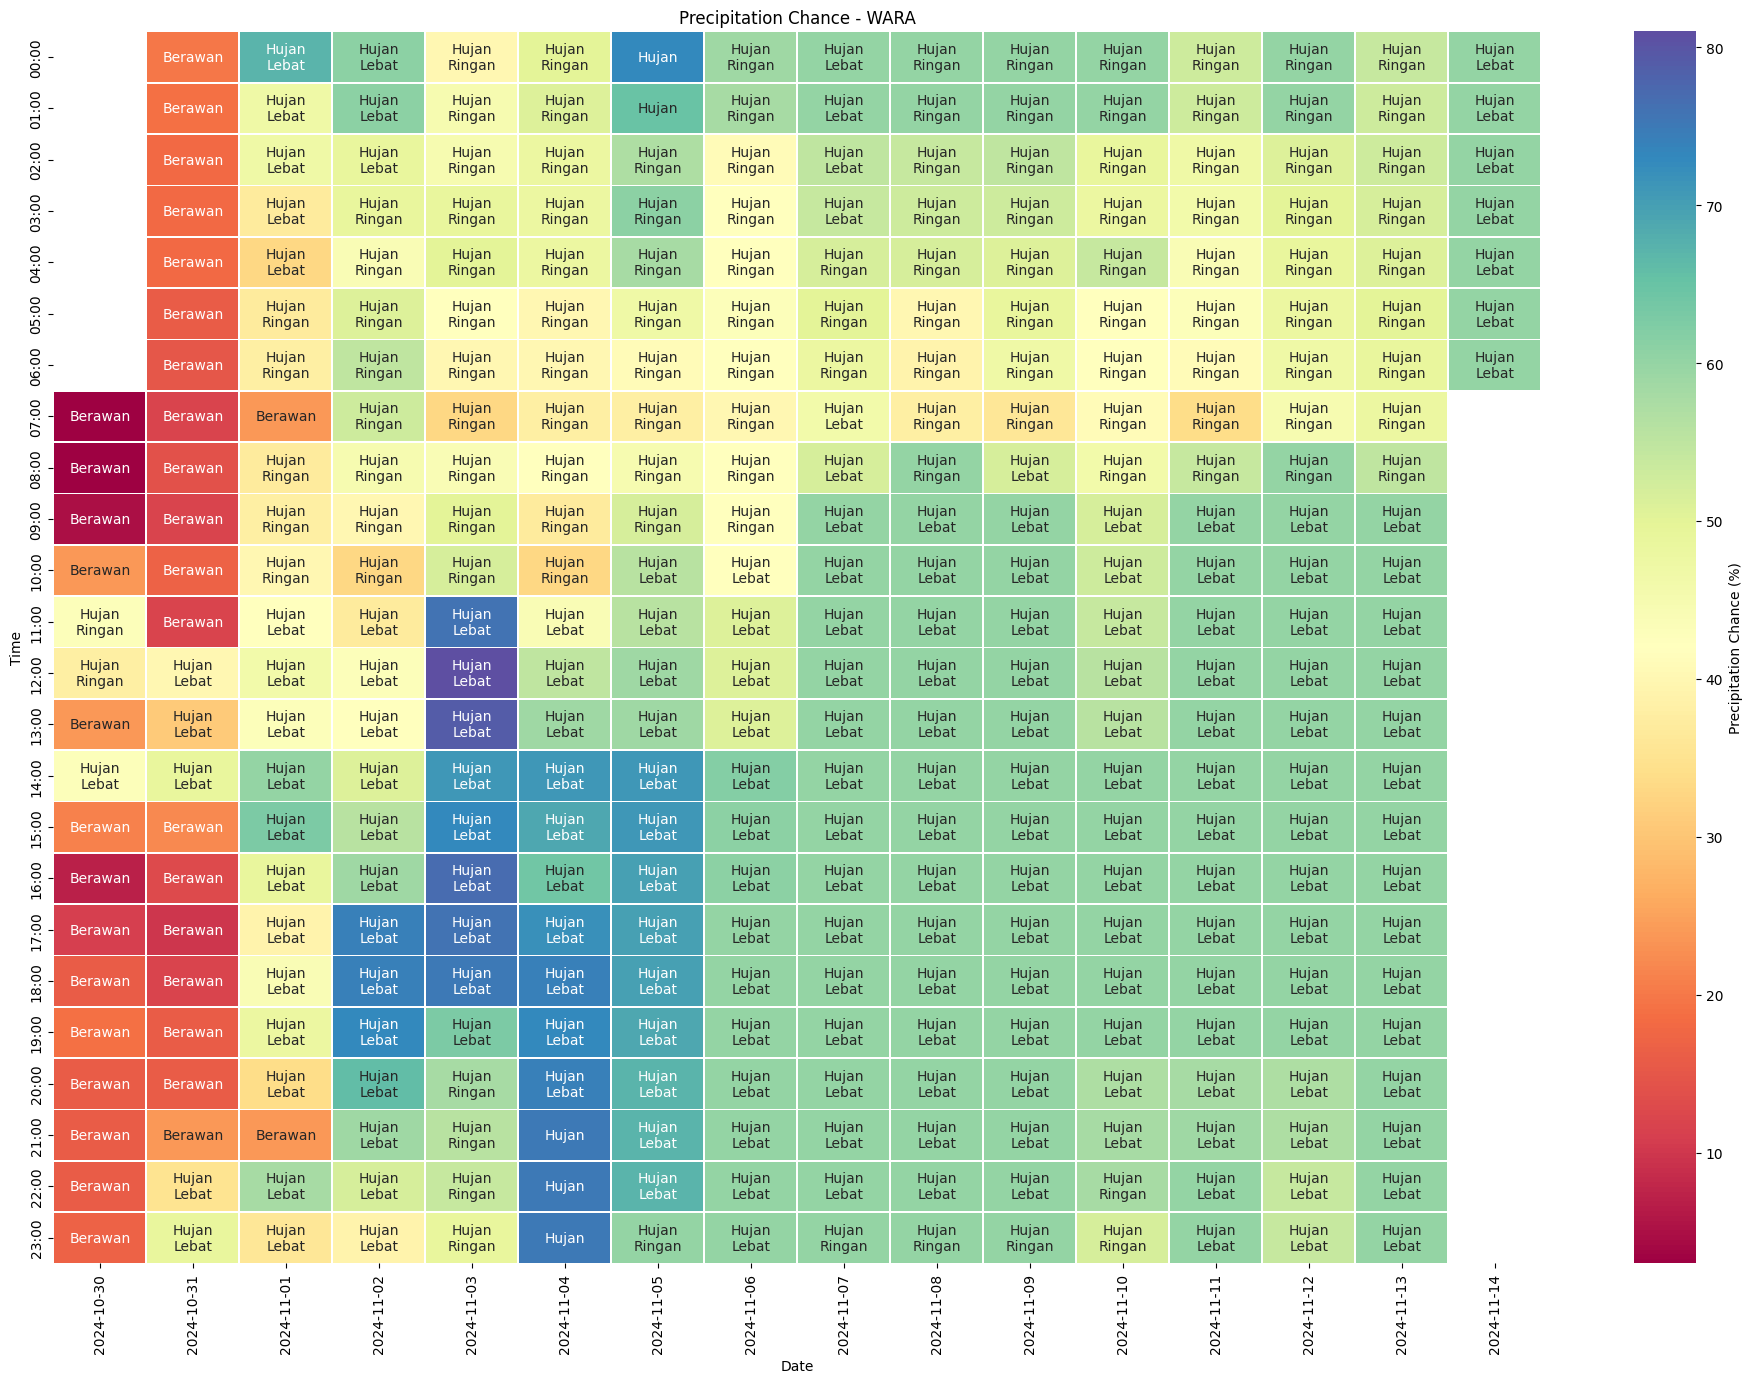 Precipitation Chance - WARA
00:00 Berawan Hujan Lebat Hujan Lebat Hujan Ringan Hujan Ringan Hujan Hujan Ringan Hujan Lebat Hujan Ringan Hujan Ringan Hujan Ringan Hujan Ringan Hujan Ringan Hujan Ringan Hujan Lebat
01:00 Berawan Hujan Lebat Hujan Lebat Hujan Ringan Hujan Ringan Hujan Hujan Ringan Hujan Lebat Hujan Ringan Hujan Ringan Hujan Ringan Hujan Ringan Hujan Ringan Hujan Ringan Hujan Lebat
02:00 Berawan Hujan Lebat Hujan Lebat Hujan Ringan Hujan Ringan Hujan Ringan Hujan Ringan Hujan Lebat Hujan Ringan Hujan Ringan Hujan Ringan Hujan Ringan Hujan Ringan Hujan Ringan Hujan Lebat
03:00 Berawan Hujan Lebat Hujan Ringan Hujan Ringan Hujan Ringan Hujan Ringan Hujan Ringan Hujan Lebat Hujan Ringan Hujan Ringan Hujan Ringan Hujan Ringan Hujan Ringan Hujan Ringan Hujan Lebat
04:00 Berawan Hujan Lebat Hujan Ringan Hujan Ringan Hujan Ringan Hujan Ringan Hujan Ringan Hujan Ringan Hujan Ringan Hujan Ringan Hujan Ringan Hujan Ringan Hujan Ringan Hujan Ringan Hujan Lebat
05:00 Berawan Hujan Ringan Hujan Ringan Hujan Ringan Hujan Ringan Hujan Ringan Hujan Ringan Hujan Ringan Hujan Ringan Hujan Ringan Hujan Ringan Hujan Ringan Hujan Ringan Hujan Ringan Hujan Lebat
06:00 Berawan Hujan Ringan Hujan Ringan Hujan Ringan Hujan Ringan Hujan Ringan Hujan Ringan Hujan Ringan Hujan Ringan Hujan Ringan Hujan Ringan Hujan Ringan Hujan Ringan Hujan Ringan Hujan Lebat
07:00 Berawan Berawan Berawan Hujan Ringan Hujan Ringan Hujan Ringan Hujan Ringan Hujan Ringan Hujan Lebat Hujan Ringan Hujan Ringan Hujan Ringan Hujan Ringan Hujan Ringan Hujan Ringan
08:00 Berawan Berawan Hujan Ringan Hujan Ringan Hujan Ringan Hujan Ringan Hujan Ringan Hujan Ringan Hujan Lebat Hujan Ringan Hujan Lebat Hujan Ringan Hujan Ringan Hujan Ringan Hujan Ringan
09:00 Berawan Berawan Hujan Ringan Hujan Ringan Hujan Ringan Hujan Ringan Hujan Ringan Hujan Ringan Hujan Lebat Hujan Lebat Hujan Lebat Hujan Lebat Hujan Lebat Hujan Lebat Hujan Lebat
10:00 Berawan Berawan Hujan Ringan Hujan Ringan Hujan Ringan Hujan Ringan Hujan Lebat Hujan Lebat Hujan Lebat Hujan Lebat Hujan Lebat Hujan Lebat Hujan Lebat Hujan Lebat Hujan Lebat
11:00 Hujan Ringan Berawan Hujan Lebat Hujan Lebat Hujan Lebat Hujan Lebat Hujan Lebat Hujan Lebat Hujan Lebat Hujan Lebat Hujan Lebat Hujan Lebat Hujan Lebat Hujan Lebat Hujan Lebat
12:00 Hujan Ringan Hujan Lebat Hujan Lebat Hujan Lebat Hujan Lebat Hujan Lebat Hujan Lebat Hujan Lebat Hujan Lebat Hujan Lebat Hujan Lebat Hujan Lebat Hujan Lebat Hujan Lebat Hujan Lebat
13:00 Berawan Hujan Lebat Hujan Lebat Hujan Lebat Hujan Lebat Hujan Lebat Hujan Lebat Hujan Lebat Hujan Lebat Hujan Lebat Hujan Lebat Hujan Lebat Hujan Lebat Hujan Lebat Hujan Lebat
14:00 Hujan Lebat Hujan Lebat Hujan Lebat Hujan Lebat Hujan Lebat Hujan Lebat Hujan Lebat Hujan Lebat Hujan Lebat Hujan Lebat Hujan Lebat Hujan Lebat Hujan Lebat Hujan Lebat Hujan Lebat
15:00 Berawan Berawan Hujan Lebat Hujan Lebat Hujan Lebat Hujan Lebat Hujan Lebat Hujan Lebat Hujan Lebat Hujan Lebat Hujan Lebat Hujan Lebat Hujan Lebat Hujan Lebat Hujan Lebat
16:00 Berawan Berawan Hujan Lebat Hujan Lebat Hujan Lebat Hujan Lebat Hujan Lebat Hujan Lebat Hujan Lebat Hujan Lebat Hujan Lebat Hujan Lebat Hujan Lebat Hujan Lebat Hujan Lebat
17:00 Berawan Berawan Hujan Lebat Hujan Lebat Hujan Lebat Hujan Lebat Hujan Lebat Hujan Lebat Hujan Lebat Hujan Lebat Hujan Lebat Hujan Lebat Hujan Lebat Hujan Lebat Hujan Lebat
18:00 Berawan Berawan Hujan Lebat Hujan Lebat Hujan Lebat Hujan Lebat Hujan Lebat Hujan Lebat Hujan Lebat Hujan Lebat Hujan Lebat Hujan Lebat Hujan Lebat Hujan Lebat Hujan Lebat
19:00 Berawan Berawan Hujan Lebat Hujan Lebat Hujan Lebat Hujan Lebat Hujan Lebat Hujan Lebat Hujan Lebat Hujan Lebat Hujan Lebat Hujan Lebat Hujan Lebat Hujan Lebat Hujan Lebat
20:00 Berawan Berawan Hujan Lebat Hujan Lebat Hujan Ringan Hujan Lebat Hujan Lebat Hujan Lebat Hujan Lebat Hujan Lebat Hujan Lebat Hujan Lebat Hujan Lebat Hujan Lebat Hujan Lebat
21:00 Berawan Berawan Berawan Hujan Lebat Hujan Ringan Hujan Hujan Lebat Hujan Lebat Hujan Lebat Hujan Lebat Hujan Lebat Hujan Lebat Hujan Lebat Hujan Lebat Hujan Lebat
22:00 Berawan Hujan Lebat Hujan Lebat Hujan Lebat Hujan Ringan Hujan Hujan Lebat Hujan Lebat Hujan Lebat Hujan Lebat Hujan Lebat Hujan Ringan Hujan Lebat Hujan Lebat Hujan Lebat
23:00 Berawan Hujan Lebat Hujan Lebat Hujan Lebat Hujan Ringan Hujan Hujan Ringan Hujan Lebat Hujan Ringan Hujan Ringan Hujan Ringan Hujan Ringan Hujan Lebat Hujan Lebat Hujan Lebat
Time
2024-10-30 2024-10-31 2024-11-01 2024-11-02 2024-11-03 2024-11-04 2024-11-05 2024-11-06 2024-11-07 2024-11-08 2024-11-09 2024-11-10 2024-11-11 2024-11-12 2024-11-13 2024-11-14
Date
80
70
60
50
40
30
20
10
Precipitation Chance (%)